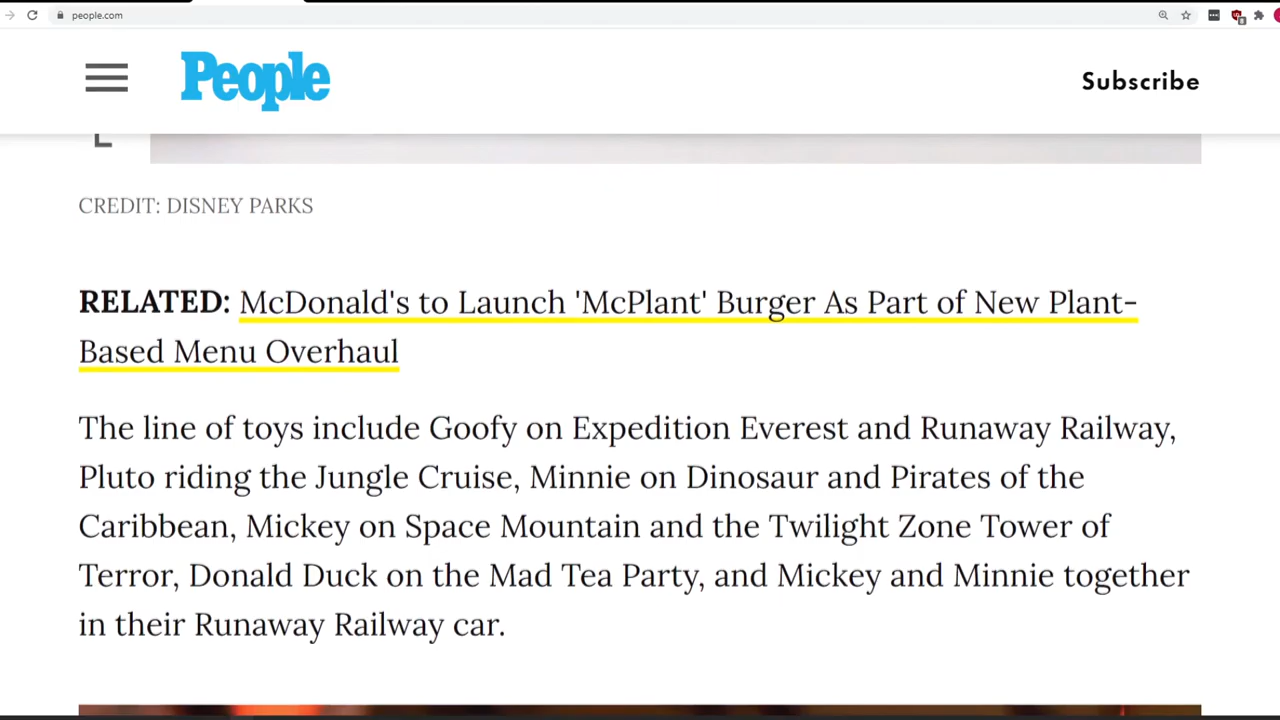 people.com
People
Subscribe
CREDIT: DISNEY PARKS
RELATED: McDonald's to Launch 'McPlant' Burger As Part of New Plant-
Based Menu Overhaul
The line of toys include Goofy on Expedition Everest and Runaway Railway,
Pluto riding the Jungle Cruise, Minnie on Dinosaur and Pirates of the
Caribbean, Mickey on Space Mountain and the Twilight Zone Tower of
Terror, Donald Duck on the Mad Tea Party, and Mickey and Minnie together
in their Runaway Railway car.